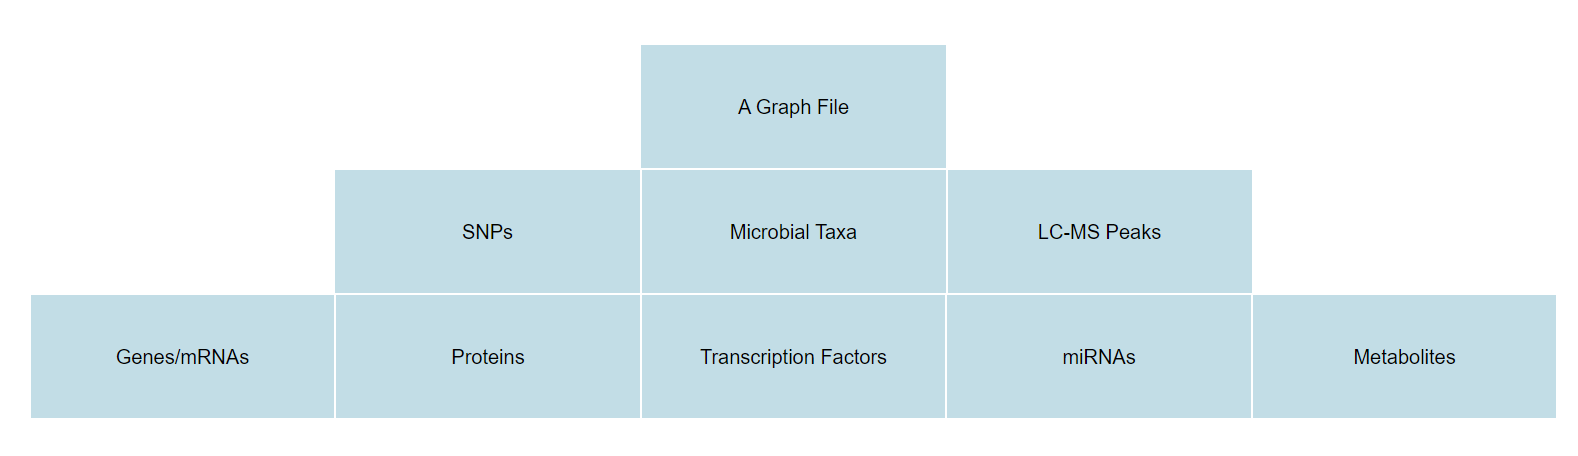 A Graph File
SNPs
Microbial Taxa
LC-MS Peaks
Genes/mRNAs
Proteins
Transcription Factors
miRNAs
Metabolites